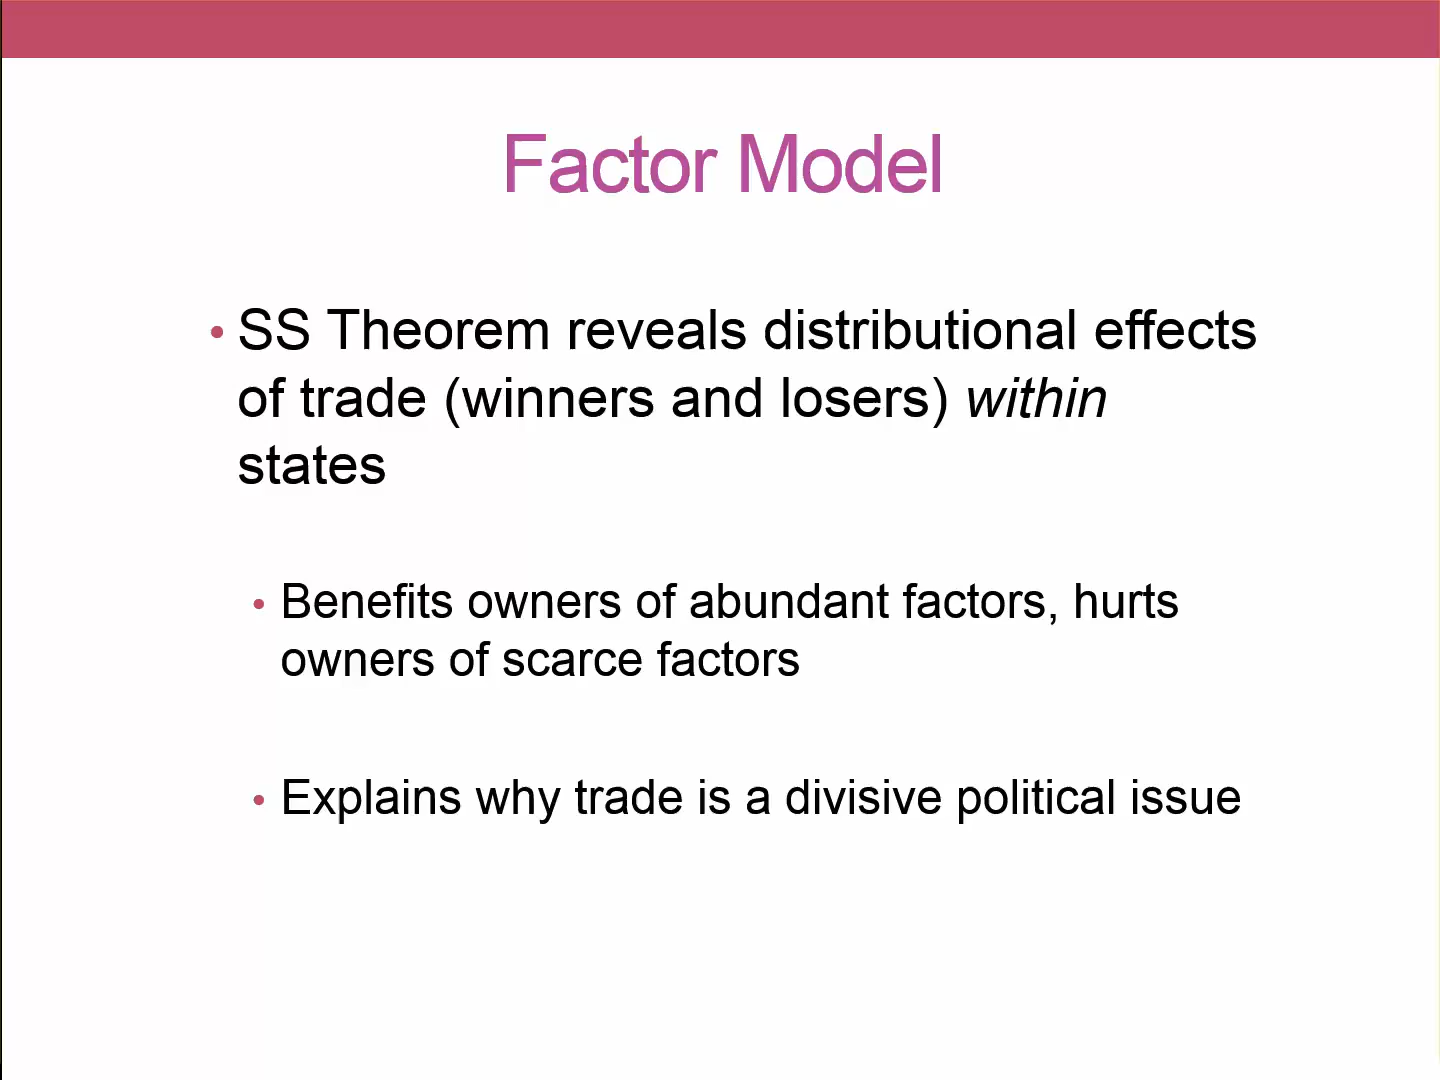 Factor Model
• SS Theorem reveals distributional effects
of trade (winners and losers) within
states
• Benefits owners of abundant factors, hurts
owners of scarce factors
• Explains why trade is a divisive political issue